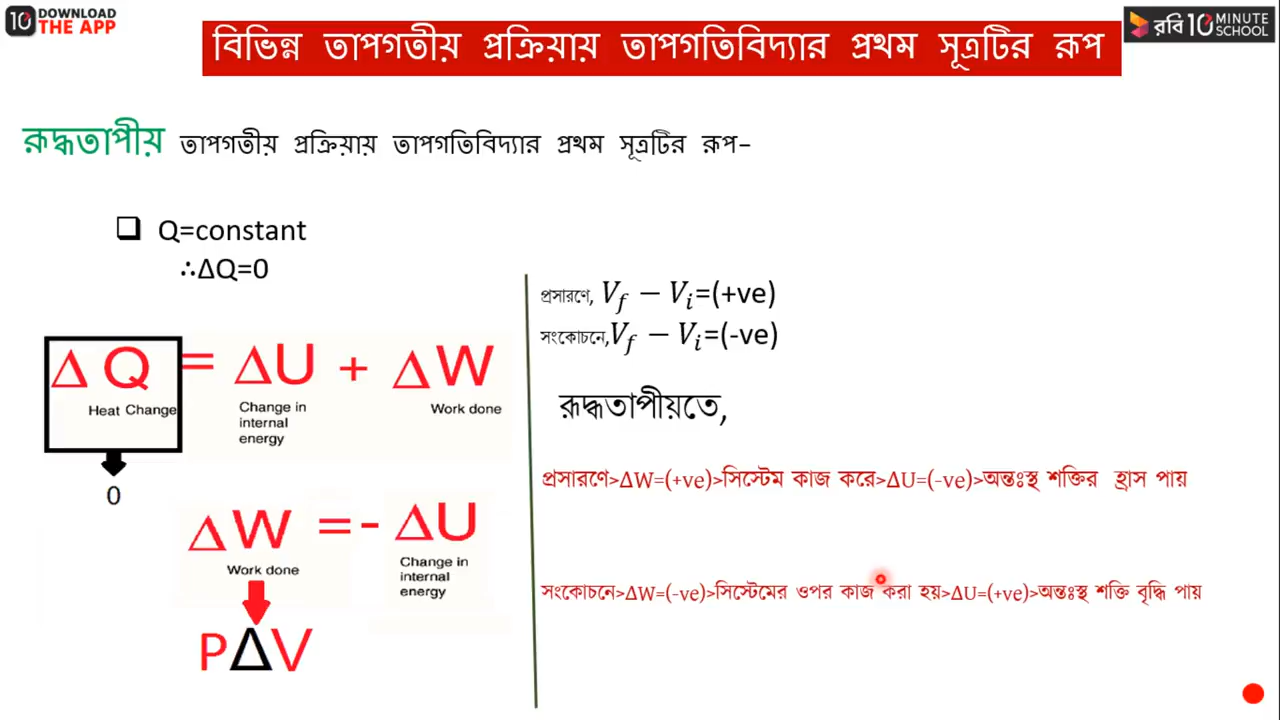 10 DOWNLOAD THE APP
রবি 10 MINUTE SCHOOL
বিভিন্ন তাপগতীয় প্রক্রিয়ায় তাপগতিবিদ্যার প্রথম সূত্রটির রূপ
রূদ্ধতাপীয় তাপগতীয় প্রক্রিয়ায় তাপগতিবিদ্যার প্রথম সূত্রটির রূপ-
Q=constant
∴ΔQ=0
Δ Q = ΔU + ΔW
Heat Change
Change in internal energy
Work done
0
ΔW =- ΔU
Work done
Change in internal energy
PΔV
প্রসারণে, V_f − V_i=(+ve)
সংকোচনে,V_f − V_i=(-ve)
রূদ্ধতাপীয়তে,
প্রসারণে>ΔW=(+ve)>সিস্টেম কাজ করে>ΔU=(-ve)>অন্তঃস্থ শক্তির হ্রাস পায়
সংকোচনে>ΔW=(-ve)>সিস্টেমের ওপর কাজ করা হয়>ΔU=(+ve)>অন্তঃস্থ শক্তি বৃদ্ধি পায়